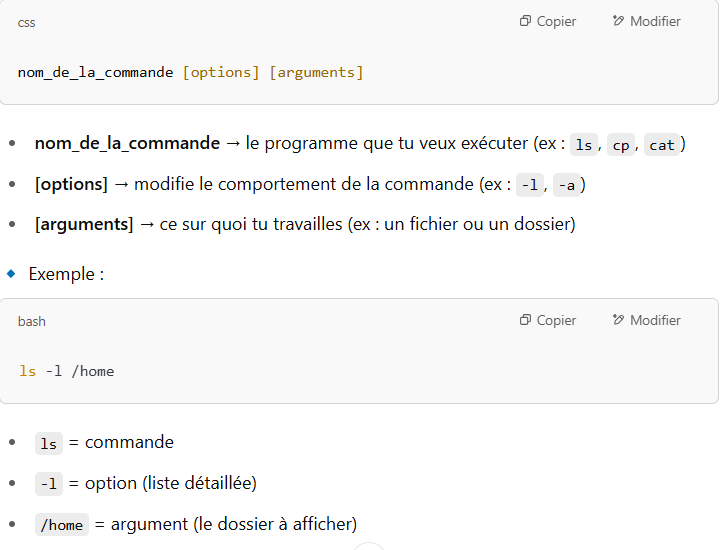 css
Copier
Modifier
nom_de_la_commande [options] [arguments]
nom_de_la_commande → le programme que tu veux exécuter (ex : ls, cp, cat)
[options] → modifie le comportement de la commande (ex : -l, -a)
[arguments] → ce sur quoi tu travailles (ex : un fichier ou un dossier)
Exemple :
bash
Copier
Modifier
ls -l /home
ls = commande
-l = option (liste détaillée)
/home = argument (le dossier à afficher)